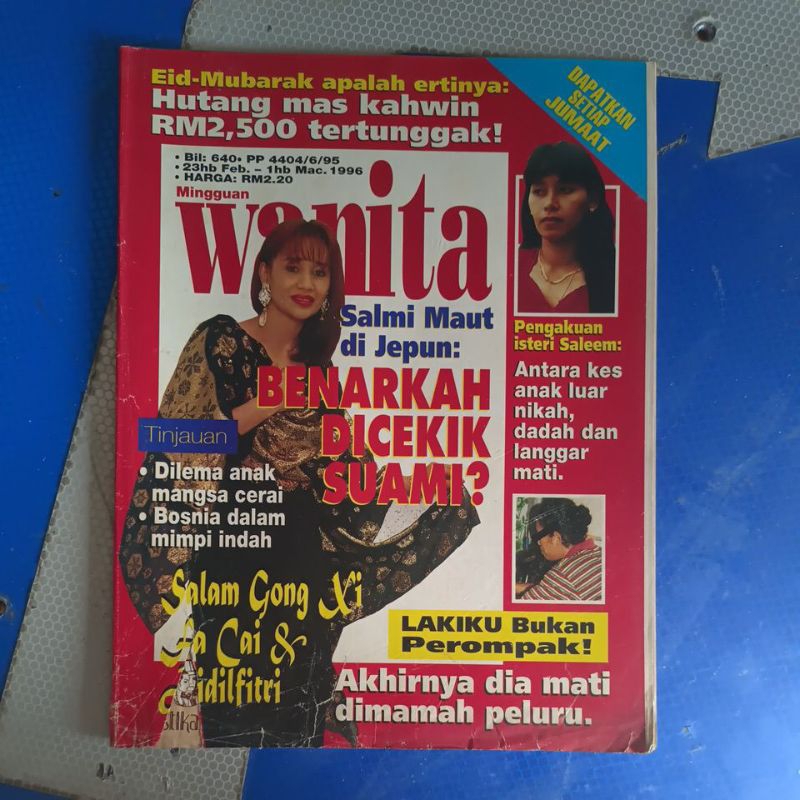 Eid-Mubarak apalah ertinya:
Hutang mas kahwin
RM2,500 tertunggak!
DAPATKAN
SETIAP
JUMAAT
• Bil: 640• PP 4404/6/95
• 23hb Feb. – 1hb Mac. 1996
• HARGA: RM2.20
Mingguan
wanita
Salmi Maut
di Jepun:
BENARKAH
DICEKIK
SUAMI?
Pengakuan
isteri Saleem:
Antara kes
anak luar
nikah,
dadah dan
langgar
mati.
Tinjauan
• Dilema anak
mangsa cerai
• Bosnia dalam
mimpi indah
Salam Gong Xi
Fa Cai &
Aidilfitri
LAKIKU Bukan
Perompak!
Akhirnya dia mati
dimamah peluru.